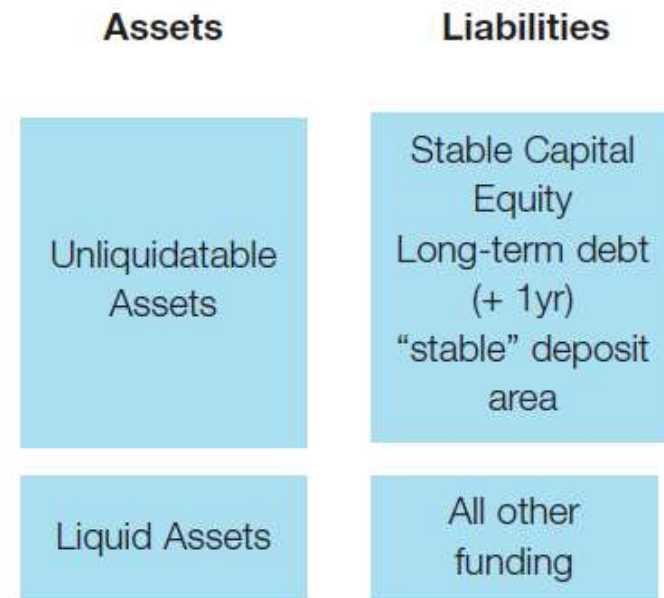 Assets
Liabilities
Unliquidatable
Assets
Stable Capital
Equity
Long-term debt
(+ 1yr)
“stable” deposit
area
Liquid Assets
All other
funding